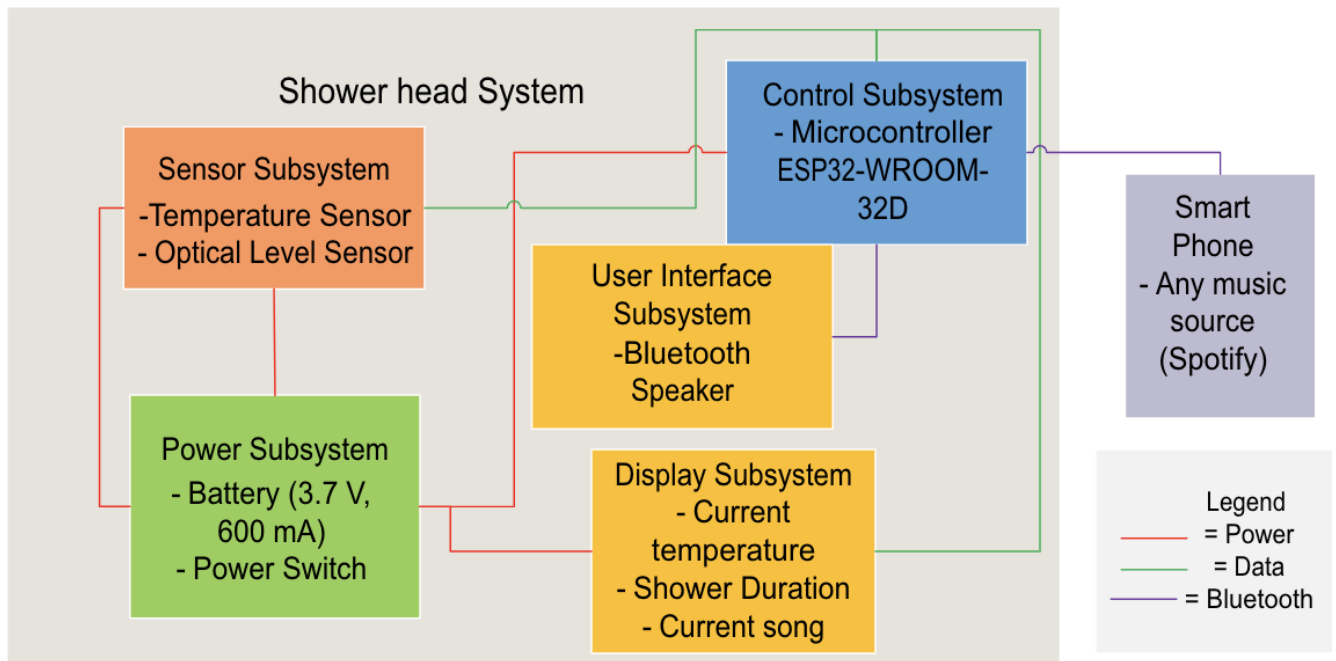 Shower head System
Sensor Subsystem
-Temperature Sensor
- Optical Level Sensor
Control Subsystem
- Microcontroller
ESP32-WROOM-
32D
Smart
Phone
- Any music
source
(Spotify)
User Interface
Subsystem
-Bluetooth
Speaker
Power Subsystem
- Battery (3.7 V,
600 mA)
- Power Switch
Display Subsystem
- Current
temperature
- Shower Duration
- Current song
Legend
= Power
= Data
= Bluetooth